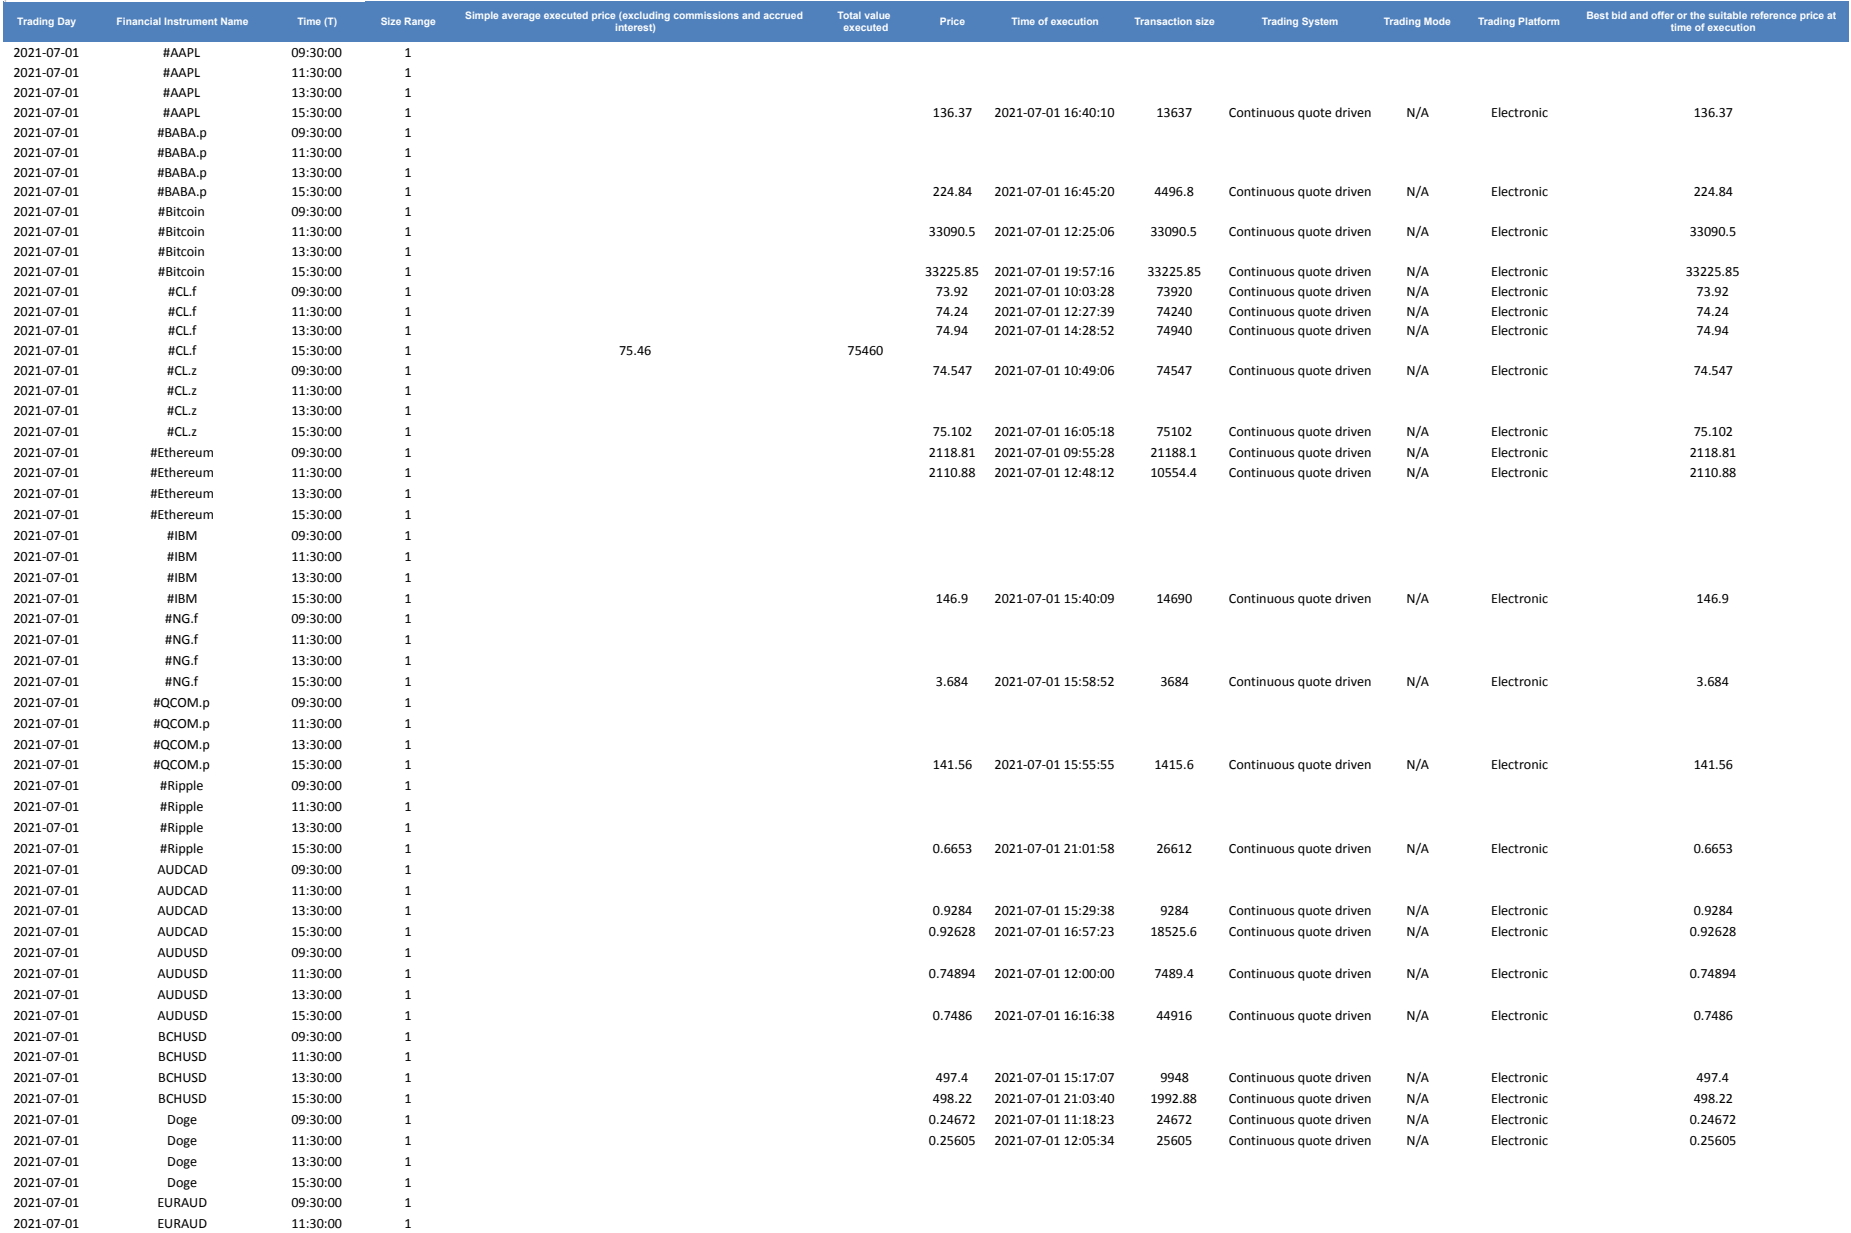 Trading Day Financial Instrument Name Time (T) Size Range Simple average executed price (excluding commissions and accrued interest) Total value executed Price Time of execution Transaction size Trading System Trading Mode Trading Platform Best bid and offer or the suitable reference price at time of execution
2021-07-01 #AAPL 09:30:00 1
2021-07-01 #AAPL 11:30:00 1
2021-07-01 #AAPL 13:30:00 1
2021-07-01 #AAPL 15:30:00 1 136.37 2021-07-01 16:40:10 13637 Continuous quote driven N/A Electronic 136.37
2021-07-01 #BABA.p 09:30:00 1
2021-07-01 #BABA.p 11:30:00 1
2021-07-01 #BABA.p 13:30:00 1
2021-07-01 #BABA.p 15:30:00 1 224.84 2021-07-01 16:45:20 4496.8 Continuous quote driven N/A Electronic 224.84
2021-07-01 #Bitcoin 09:30:00 1
2021-07-01 #Bitcoin 11:30:00 1 33090.5 2021-07-01 12:25:06 33090.5 Continuous quote driven N/A Electronic 33090.5
2021-07-01 #Bitcoin 13:30:00 1
2021-07-01 #Bitcoin 15:30:00 1 33225.85 2021-07-01 19:57:16 33225.85 Continuous quote driven N/A Electronic 33225.85
2021-07-01 #CL.f 09:30:00 1 73.92 2021-07-01 10:03:28 73920 Continuous quote driven N/A Electronic 73.92
2021-07-01 #CL.f 11:30:00 1 74.24 2021-07-01 12:27:39 74240 Continuous quote driven N/A Electronic 74.24
2021-07-01 #CL.f 13:30:00 1 74.94 2021-07-01 14:28:52 74940 Continuous quote driven N/A Electronic 74.94
2021-07-01 #CL.f 15:30:00 1 75.46 75460
2021-07-01 #CL.z 09:30:00 1 74.547 2021-07-01 10:49:06 74547 Continuous quote driven N/A Electronic 74.547
2021-07-01 #CL.z 11:30:00 1
2021-07-01 #CL.z 13:30:00 1
2021-07-01 #CL.z 15:30:00 1 75.102 2021-07-01 16:05:18 75102 Continuous quote driven N/A Electronic 75.102
2021-07-01 #Ethereum 09:30:00 1 2118.81 2021-07-01 09:55:28 21188.1 Continuous quote driven N/A Electronic 2118.81
2021-07-01 #Ethereum 11:30:00 1 2110.88 2021-07-01 12:48:12 10554.4 Continuous quote driven N/A Electronic 2110.88
2021-07-01 #Ethereum 13:30:00 1
2021-07-01 #Ethereum 15:30:00 1
2021-07-01 #IBM 09:30:00 1
2021-07-01 #IBM 11:30:00 1
2021-07-01 #IBM 13:30:00 1
2021-07-01 #IBM 15:30:00 1 146.9 2021-07-01 15:40:09 14690 Continuous quote driven N/A Electronic 146.9
2021-07-01 #NG.f 09:30:00 1
2021-07-01 #NG.f 11:30:00 1
2021-07-01 #NG.f 13:30:00 1
2021-07-01 #NG.f 15:30:00 1 3.684 2021-07-01 15:58:52 3684 Continuous quote driven N/A Electronic 3.684
2021-07-01 #QCOM.p 09:30:00 1
2021-07-01 #QCOM.p 11:30:00 1
2021-07-01 #QCOM.p 13:30:00 1
2021-07-01 #QCOM.p 15:30:00 1 141.56 2021-07-01 15:55:55 1415.6 Continuous quote driven N/A Electronic 141.56
2021-07-01 #Ripple 09:30:00 1
2021-07-01 #Ripple 11:30:00 1
2021-07-01 #Ripple 13:30:00 1
2021-07-01 #Ripple 15:30:00 1 0.6653 2021-07-01 21:01:58 26612 Continuous quote driven N/A Electronic 0.6653
2021-07-01 AUDCAD 09:30:00 1
2021-07-01 AUDCAD 11:30:00 1
2021-07-01 AUDCAD 13:30:00 1 0.9284 2021-07-01 15:29:38 9284 Continuous quote driven N/A Electronic 0.9284
2021-07-01 AUDCAD 15:30:00 1 0.92628 2021-07-01 16:57:23 18525.6 Continuous quote driven N/A Electronic 0.92628
2021-07-01 AUDUSD 09:30:00 1
2021-07-01 AUDUSD 11:30:00 1 0.74894 2021-07-01 12:00:00 7489.4 Continuous quote driven N/A Electronic 0.74894
2021-07-01 AUDUSD 13:30:00 1
2021-07-01 AUDUSD 15:30:00 1 0.7486 2021-07-01 16:16:38 44916 Continuous quote driven N/A Electronic 0.7486
2021-07-01 BCHUSD 09:30:00 1
2021-07-01 BCHUSD 11:30:00 1
2021-07-01 BCHUSD 13:30:00 1 497.4 2021-07-01 15:17:07 9948 Continuous quote driven N/A Electronic 497.4
2021-07-01 BCHUSD 15:30:00 1 498.22 2021-07-01 21:03:40 1992.88 Continuous quote driven N/A Electronic 498.22
2021-07-01 Doge 09:30:00 1 0.24672 2021-07-01 11:18:23 24672 Continuous quote driven N/A Electronic 0.24672
2021-07-01 Doge 11:30:00 1 0.25605 2021-07-01 12:05:34 25605 Continuous quote driven N/A Electronic 0.25605
2021-07-01 Doge 13:30:00 1
2021-07-01 Doge 15:30:00 1
2021-07-01 EURAUD 09:30:00 1
2021-07-01 EURAUD 11:30:00 1